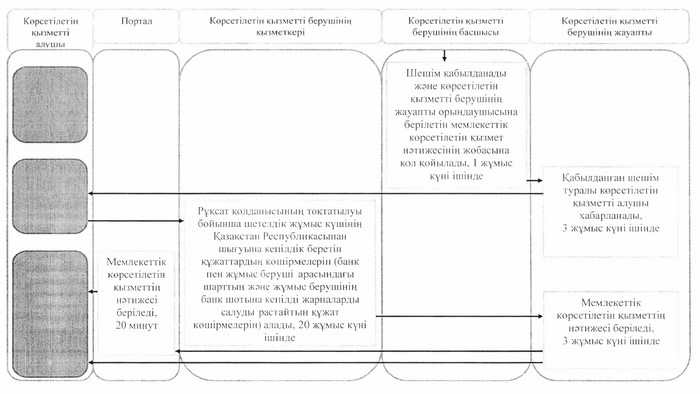 Көрсетілетін
қызметті
алушы
Портал
Көрсетілетін қызметті берушінің
қызметкері
Көрсетілетін қызметті
берушінің басшысы
Көрсетілетін қызметті
берушінің жауапты
Шешім қабылданады
және көрсетілетін
қызметті берушінің
жауапты орындаушысына
берілетін мемлекеттік
көрсетілетін қызмет
нәтижесінің жобасына
қол қойылады, 1 жұмыс
күні ішінде
Қабылданған шешім
туралы көрсетілетін
қызметті алушы
хабарланады,
3 жұмыс күні ішінде
Рұқсат қолданысының тоқтатылуы
бойынша шетелдік жұмыс күшінің
Қазақстан Республикасынан
шығуына кепілдік беретін
құжаттардың көшірмелерін (банк
пен жұмыс беруші арасындағы
шарттың және жұмыс берушінің
банк шотына кепілді жарналарды
салуды растайтын құжат
көшірмелерін) алады, 20 жұмыс күні
ішінде
Мемлекеттік
көрсетілетін
қызметтің
нәтижесі
беріледі,
20 минут
Мемлекеттік
көрсетілетін қызметтің
нәтижесі беріледі,
3 жұмыс күні ішінде